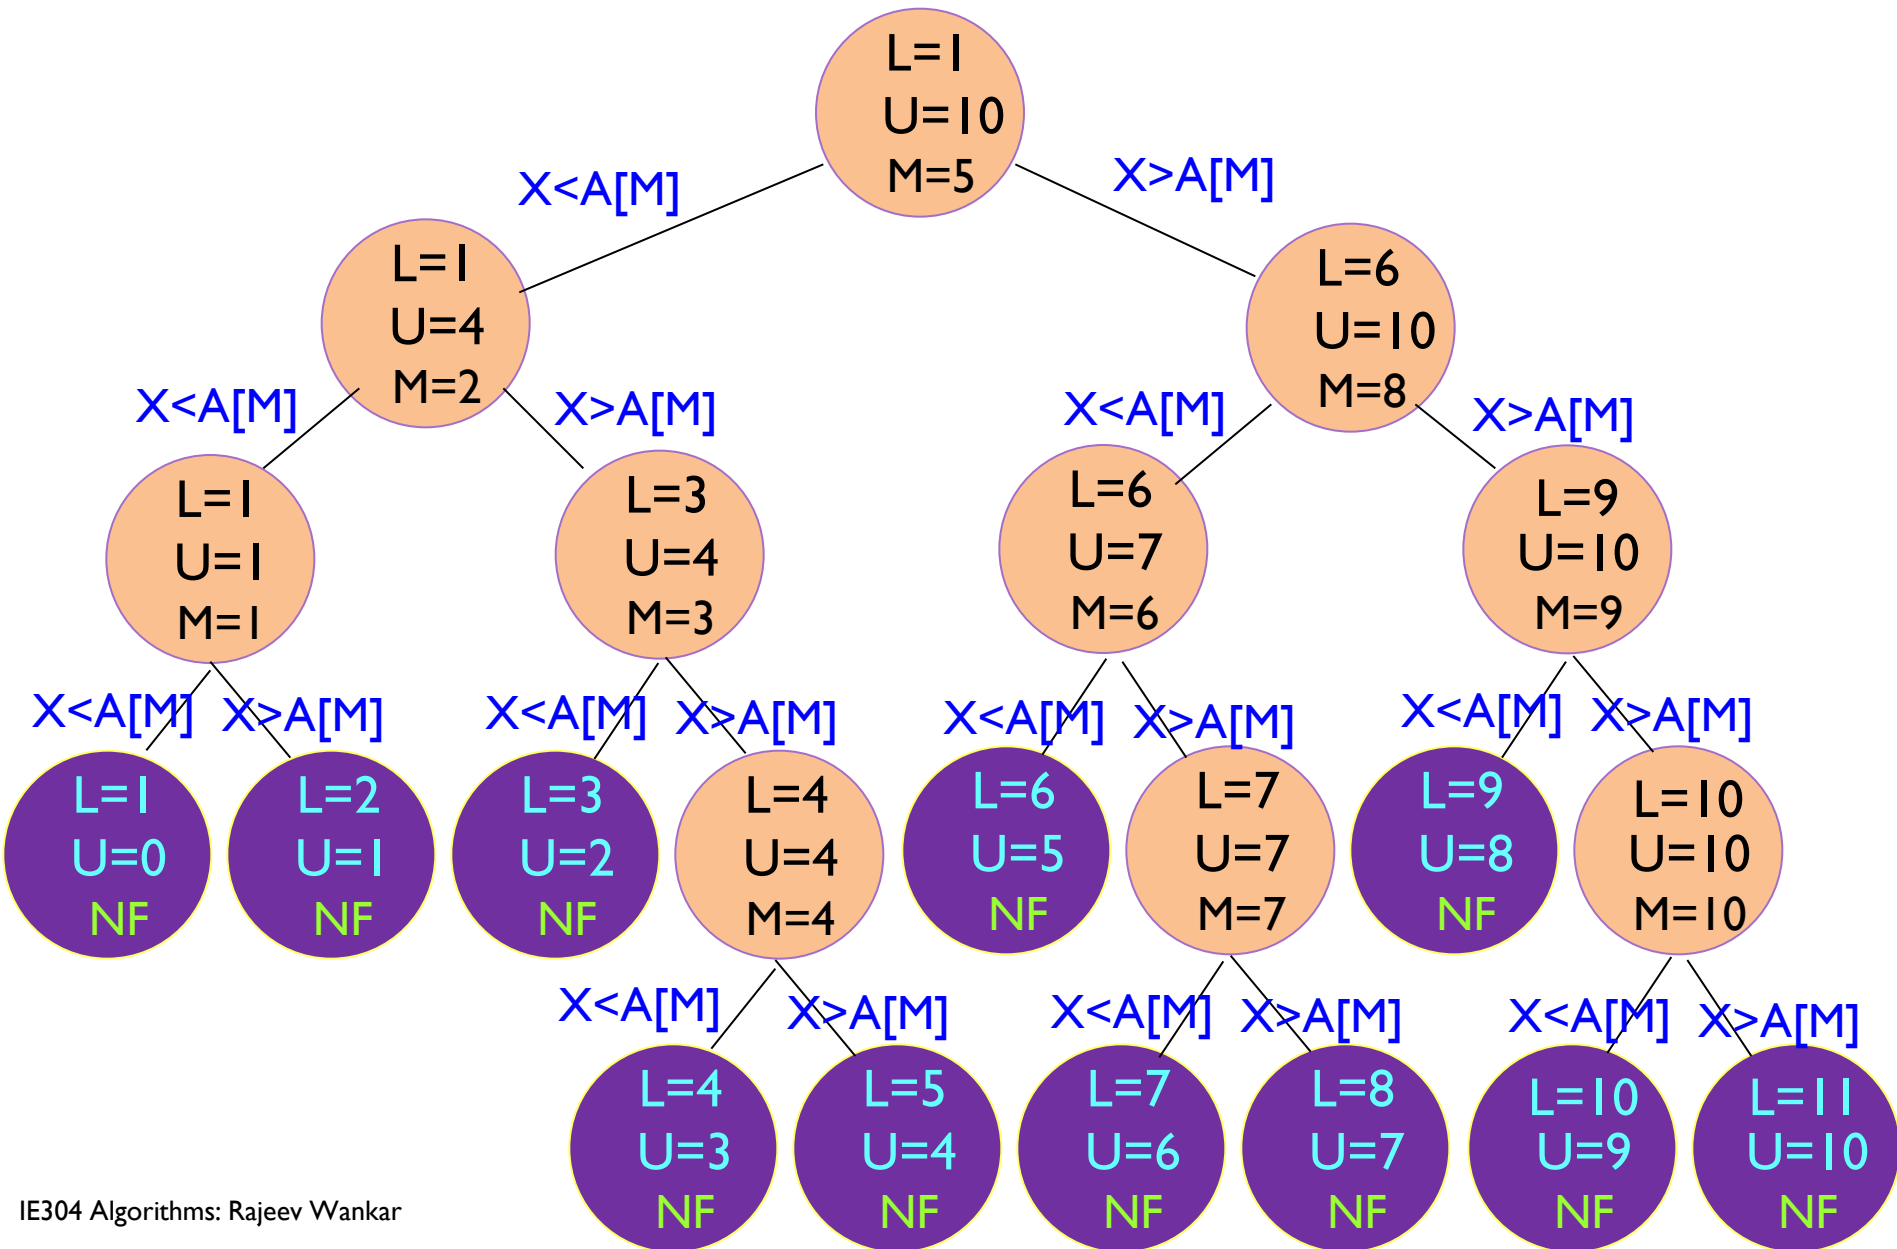 L=1
U=10
M=5
X<A[M]
X>A[M]
L=1
U=4
M=2
L=6
U=10
M=8
X<A[M]
X>A[M]
X<A[M]
X>A[M]
L=1
U=1
M=1
L=3
U=4
M=3
L=6
U=7
M=6
L=9
U=10
M=9
X<A[M]
X>A[M]
X<A[M]
X>A[M]
X<A[M]
X>A[M]
X<A[M]
X>A[M]
L=1
U=0
NF
L=2
U=1
NF
L=3
U=2
NF
L=4
U=4
M=4
L=6
U=5
NF
L=7
U=7
M=7
L=9
U=8
NF
L=10
U=10
M=10
X<A[M]
X>A[M]
X<A[M]
X>A[M]
X<A[M]
X>A[M]
L=4
U=3
NF
L=5
U=4
NF
L=7
U=6
NF
L=8
U=7
NF
L=10
U=9
NF
L=11
U=10
NF
IE304 Algorithms: Rajeev Wankar